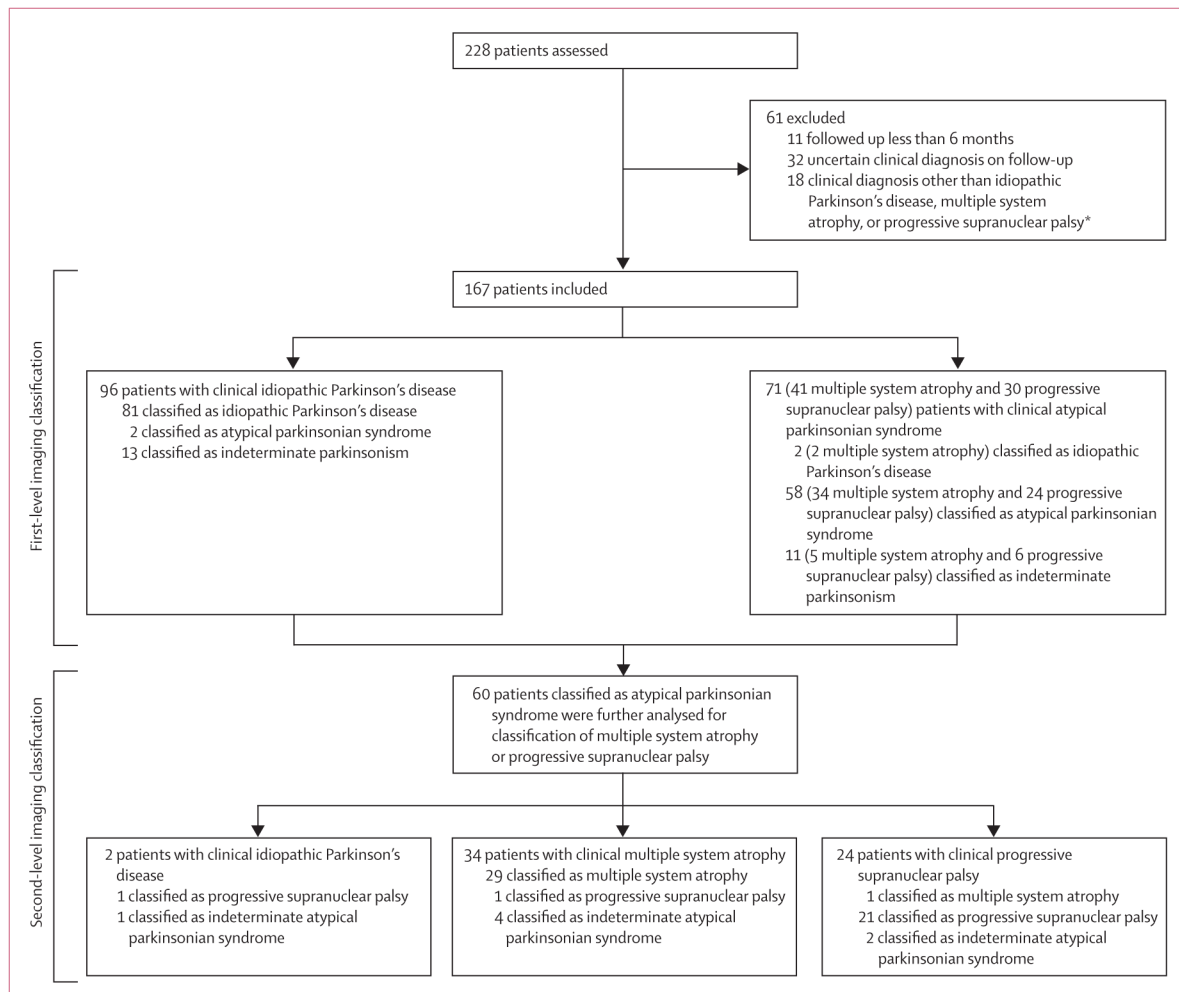 228 patients assessed
61 excluded
11 followed up less than 6 months
32 uncertain clinical diagnosis on follow-up
18 clinical diagnosis other than idiopathic
Parkinson's disease, multiple system
atrophy, or progressive supranuclear palsy*
First-level imaging classification
167 patients included
96 patients with clinical idiopathic Parkinson's disease
81 classified as idiopathic Parkinson's disease
2 classified as atypical parkinsonian syndrome
13 classified as indeterminate parkinsonism
71 (41 multiple system atrophy and 30 progressive
supranuclear palsy) patients with clinical atypical
parkinsonian syndrome
2 (2 multiple system atrophy) classified as idiopathic
Parkinson's disease
58 (34 multiple system atrophy and 24 progressive
supranuclear palsy) classified as atypical parkinsonian
syndrome
11 (5 multiple system atrophy and 6 progressive
supranuclear palsy) classified as indeterminate
parkinsonism
Second-level imaging classification
60 patients classified as atypical parkinsonian
syndrome were further analysed for
classification of multiple system atrophy
or progressive supranuclear palsy
2 patients with clinical idiopathic Parkinson's
disease
1 classified as progressive supranuclear palsy
1 classified as indeterminate atypical
parkinsonian syndrome
34 patients with clinical multiple system atrophy
29 classified as multiple system atrophy
1 classified as progressive supranuclear palsy
4 classified as indeterminate atypical
parkinsonian syndrome
24 patients with clinical progressive
supranuclear palsy
1 classified as multiple system atrophy
21 classified as progressive supranuclear palsy
2 classified as indeterminate atypical
parkinsonian syndrome